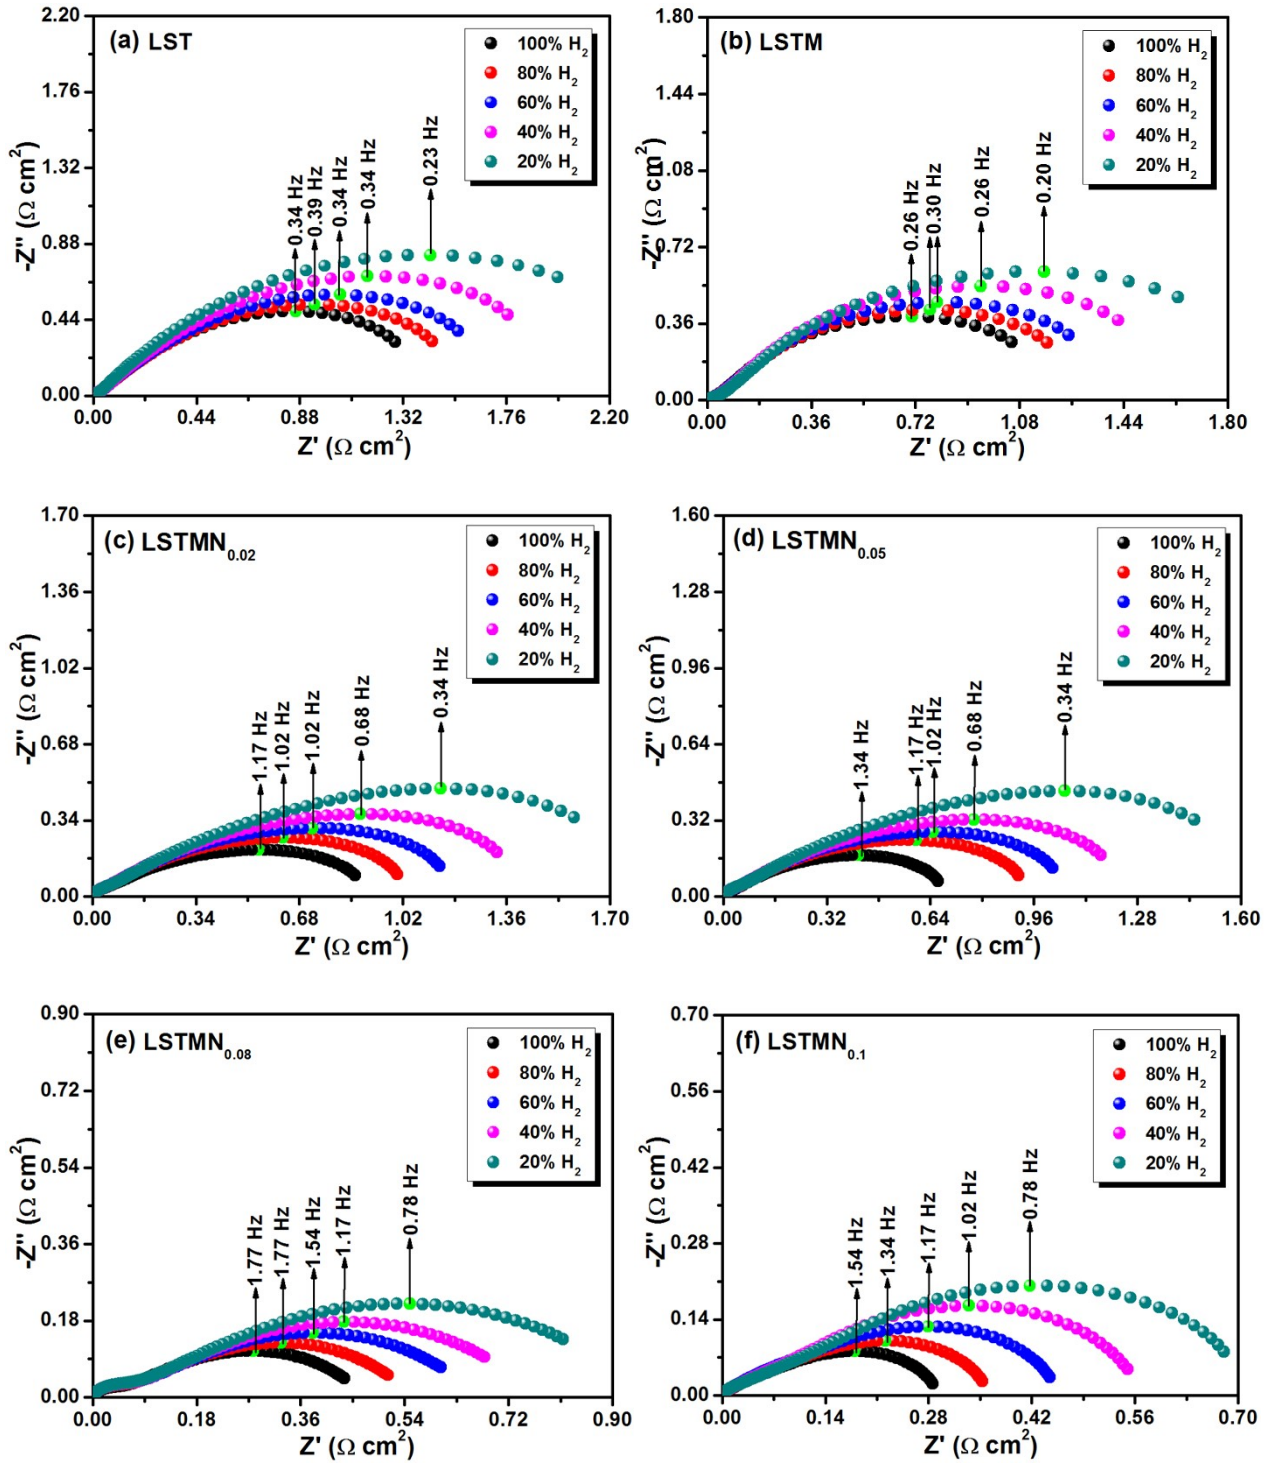 (a) LST
100% H2
80% H2
60% H2
40% H2
20% H2
0.34 Hz
0.39 Hz
0.34 Hz
0.34 Hz
0.23 Hz
2.20
1.76
1.32
0.88
0.44
0.00
-Z'' (Ω cm²)
0.00 0.44 0.88 1.32 1.76 2.20
Z' (Ω cm²)
(b) LSTM
100% H2
80% H2
60% H2
40% H2
20% H2
0.26 Hz
0.30 Hz
0.26 Hz
0.20 Hz
1.80
1.44
1.08
0.72
0.36
0.00
-Z'' (Ω cm²)
0.00 0.36 0.72 1.08 1.44 1.80
Z' (Ω cm²)
(c) LSTMN0.02
100% H2
80% H2
60% H2
40% H2
20% H2
1.17 Hz
1.02 Hz
1.02 Hz
0.68 Hz
0.34 Hz
1.70
1.36
1.02
0.68
0.34
0.00
-Z'' (Ω cm²)
0.00 0.34 0.68 1.02 1.36 1.70
Z' (Ω cm²)
(d) LSTMN0.05
100% H2
80% H2
60% H2
40% H2
20% H2
1.34 Hz
1.17 Hz
1.02 Hz
0.68 Hz
0.34 Hz
1.60
1.28
0.96
0.64
0.32
0.00
-Z'' (Ω cm²)
0.00 0.32 0.64 0.96 1.28 1.60
Z' (Ω cm²)
(e) LSTMN0.08
100% H2
80% H2
60% H2
40% H2
20% H2
1.77 Hz
1.77 Hz
1.54 Hz
1.17 Hz
0.78 Hz
0.90
0.72
0.54
0.36
0.18
0.00
-Z'' (Ω cm²)
0.00 0.18 0.36 0.54 0.72 0.90
Z' (Ω cm²)
(f) LSTMN0.1
100% H2
80% H2
60% H2
40% H2
20% H2
1.54 Hz
1.34 Hz
1.17 Hz
1.02 Hz
0.78 Hz
0.70
0.56
0.42
0.28
0.14
0.00
-Z'' (Ω cm²)
0.00 0.14 0.28 0.42 0.56 0.70
Z' (Ω cm²)